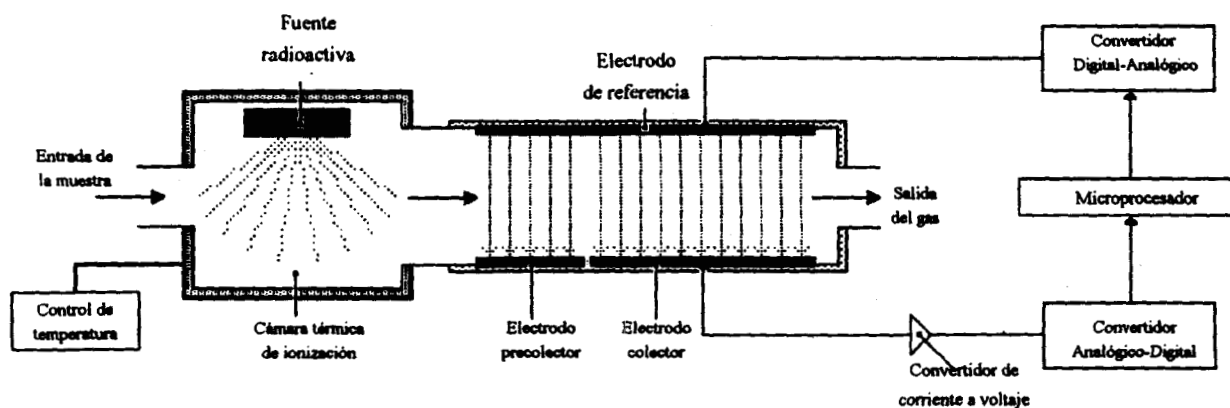 Fuente
radioactiva
Electrodo
de referencia
Convertidor
Digital-Analógico
Entrada de
la muestra
Salida
del gas
Microprocesador
Control de
temperatura
Cámara térmica
de ionización
Electrodo
precolector
Electrodo
colector
Convertidor de
corriente a voltaje
Convertidor
Analógico-Digital